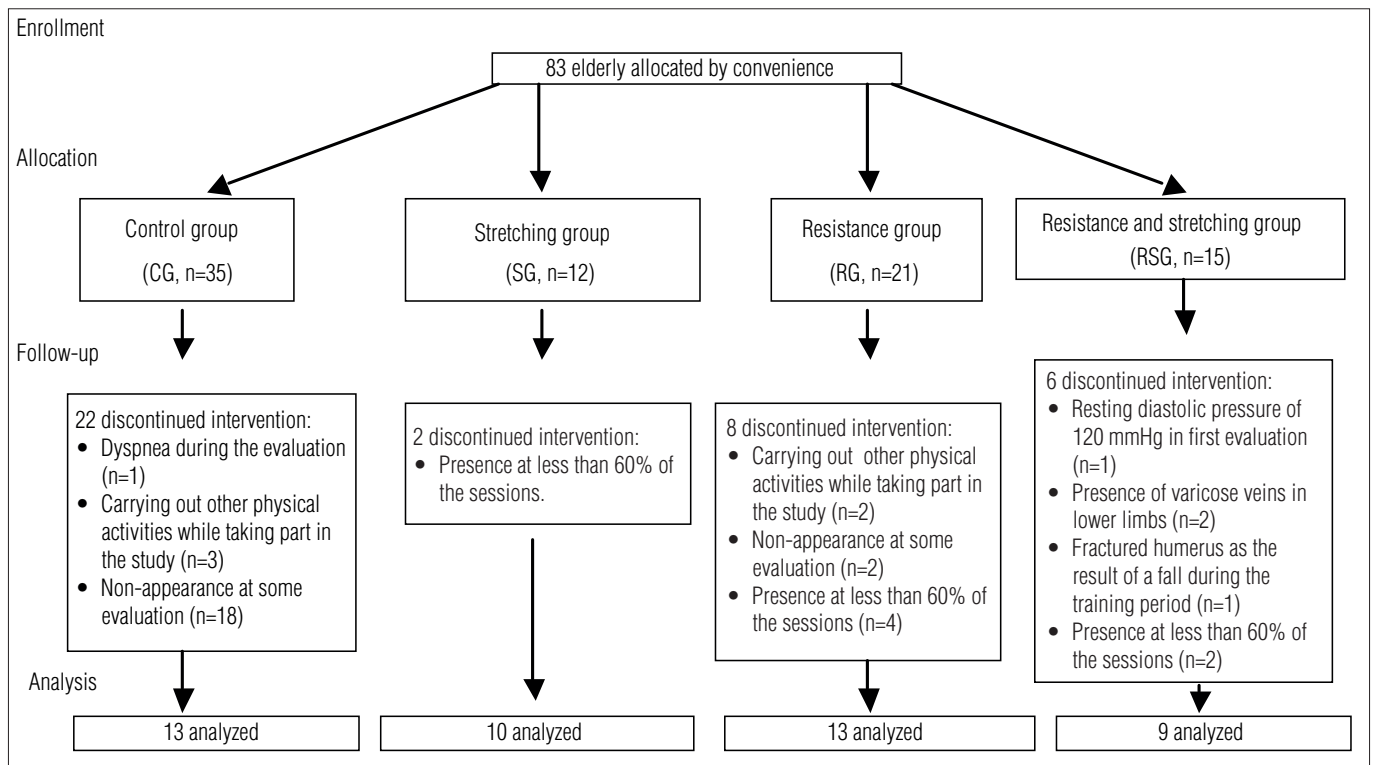 Enrollment
83 elderly allocated by convenience
Allocation
Control group
(CG, n=35)
Stretching group
(SG, n=12)
Resistance group
(RG, n=21)
Resistance and stretching group
(RSG, n=15)
Follow-up
22 discontinued intervention:
• Dyspnea during the evaluation
(n=1)
• Carrying out other physical
activities while taking part in
the study (n=3)
• Non-appearance at some
evaluation (n=18)
2 discontinued intervention:
• Presence at less than 60% of
the sessions.
8 discontinued intervention:
• Carrying out other physical
activities while taking part in
the study (n=2)
• Non-appearance at some
evaluation (n=2)
• Presence at less than 60% of
the sessions (n=4)
6 discontinued intervention:
• Resting diastolic pressure of
120 mmHg in first evaluation
(n=1)
• Presence of varicose veins in
lower limbs (n=2)
• Fractured humerus as the
result of a fall during the
training period (n=1)
• Presence at less than 60% of
the sessions (n=2)
Analysis
13 analyzed
10 analyzed
13 analyzed
9 analyzed